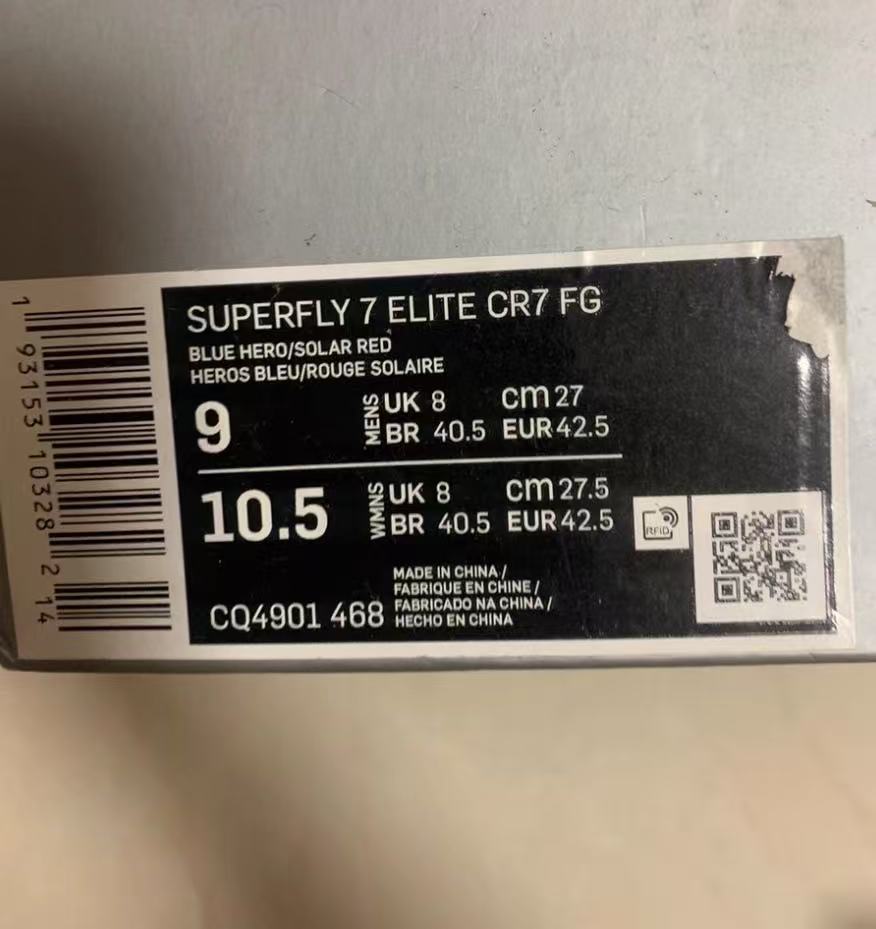 SUPERFLY 7 ELITE CR7 FG
BLUE HERO/SOLAR RED
HEROS BLEU/ROUGE SOLAIRE
9 MENS UK 8 cm 27
BR 40.5 EUR 42.5
10.5 WMNS UK 8 cm 27.5
BR 40.5 EUR 42.5
RFID
MADE IN CHINA /
FABRIQUE EN CHINE /
FABRICADO NA CHINA /
HECHO EN CHINA
CQ4901 468
1 93153 10328 2 14